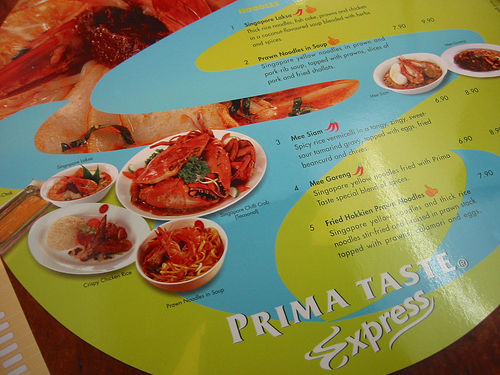 NOODLES
1 Singapore Laksa
Thick rice noodles, fish cake, prawns and chicken
in a coconut flavoured soup blended with herbs
and spices.
7.90 9.90
2 Prawn Noodles in Soup
Singapore yellow noodles in prawn and
pork rib soup, topped with prawns, slices of
pork and fried shallots.
Mee Siam
3 Mee Siam
Spicy rice vermicelli in a tangy, zingy, sweet-
sour tamarind gravy, topped with eggs, fried
beancurd and chives.
6.90 8.90
4 Mee Goreng
Singapore yellow noodles fried with Prima
Taste special blend of spices.
6.90
5 Fried Hokkien Prawn Noodles
Singapore yellow noodles and thick rice
noodles stir-fried and braised in prawn stock
topped with prawns, calamari and eggs.
7.90
Singapore Laksa
Singapore Chilli Crab
(Seasonal)
Crispy Chicken Rice
Prawn Noodles in Soup
PRIMA TASTE®
Express